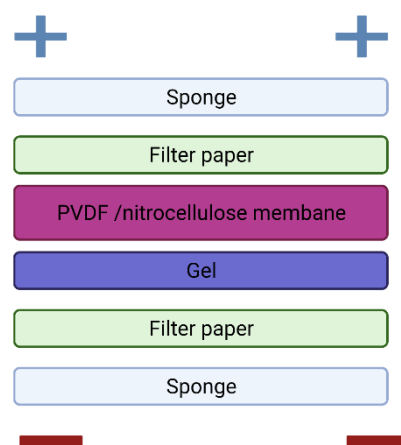 Sponge
Filter paper
PVDF /nitrocellulose membane
Gel
Filter paper
Sponge